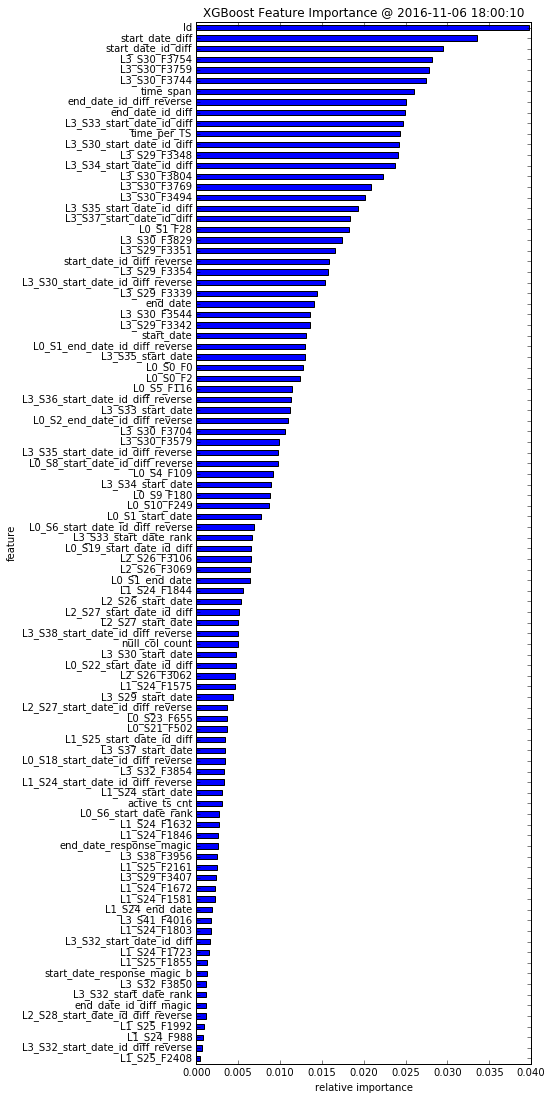 XGBoost Feature Importance @ 2016-11-06 18:00:10
Id
start_date_diff
start_date_id_diff
L3_S30_F3754
L3_S30_F3759
L3_S30_F3744
time_span
end_date_id_diff_reverse
end_date_id_diff
L3_S33_start_date_id_diff
time_per_TS
L3_S30_start_date_id_diff
L3_S29_F3348
L3_S34_start_date_id_diff
L3_S30_F3804
L3_S30_F3769
L3_S30_F3494
L3_S35_start_date_id_diff
L3_S37_start_date_id_diff
L0_S1_F28
L3_S30_F3829
L3_S29_F3351
start_date_id_diff_reverse
L3_S29_F3354
L3_S30_start_date_id_diff_reverse
L3_S29_F3339
end_date
L3_S30_F3544
L3_S29_F3342
start_date
L0_S1_end_date_id_diff_reverse
L3_S35_start_date
L0_S0_F0
L0_S0_F2
L0_S5_F116
L3_S36_start_date_id_diff_reverse
L3_S33_start_date
L0_S2_end_date_id_diff_reverse
L3_S30_F3704
L3_S30_F3579
L3_S35_start_date_id_diff_reverse
L0_S8_start_date_id_diff_reverse
L0_S4_F109
L3_S34_start_date
L0_S9_F180
L0_S10_F249
L0_S1_start_date
L0_S6_start_date_id_diff_reverse
L3_S33_start_date_rank
L0_S19_start_date_id_diff
L2_S26_F3106
L2_S26_F3069
L0_S1_end_date
L1_S24_F1844
L2_S26_start_date
L2_S27_start_date_id_diff
L2_S27_start_date
L3_S38_start_date_id_diff_reverse
null_col_count
L3_S30_start_date
L0_S22_start_date_id_diff
L2_S26_F3062
L1_S24_F1575
L3_S29_start_date
L2_S27_start_date_id_diff_reverse
L0_S23_F655
L0_S21_F502
L1_S25_start_date_id_diff
L3_S37_start_date
L0_S18_start_date_id_diff_reverse
L3_S32_F3854
L1_S24_start_date_id_diff_reverse
L1_S24_start_date
active_ts_cnt
L0_S6_start_date_rank
L1_S24_F1632
L1_S24_F1846
end_date_response_magic
L3_S38_F3956
L1_S25_F2161
L3_S29_F3407
L1_S24_F1672
L1_S24_F1581
L1_S24_end_date
L3_S41_F4016
L1_S24_F1803
L3_S32_start_date_id_diff
L1_S24_F1723
L1_S25_F1855
start_date_response_magic_b
L3_S32_F3850
L3_S32_start_date_rank
end_date_id_diff_magic
L2_S28_start_date_id_diff_reverse
L1_S25_F1992
L1_S24_F988
L3_S32_start_date_id_diff_reverse
L1_S25_F2408
feature
0.000 0.005 0.010 0.015 0.020 0.025 0.030 0.035 0.040
relative importance